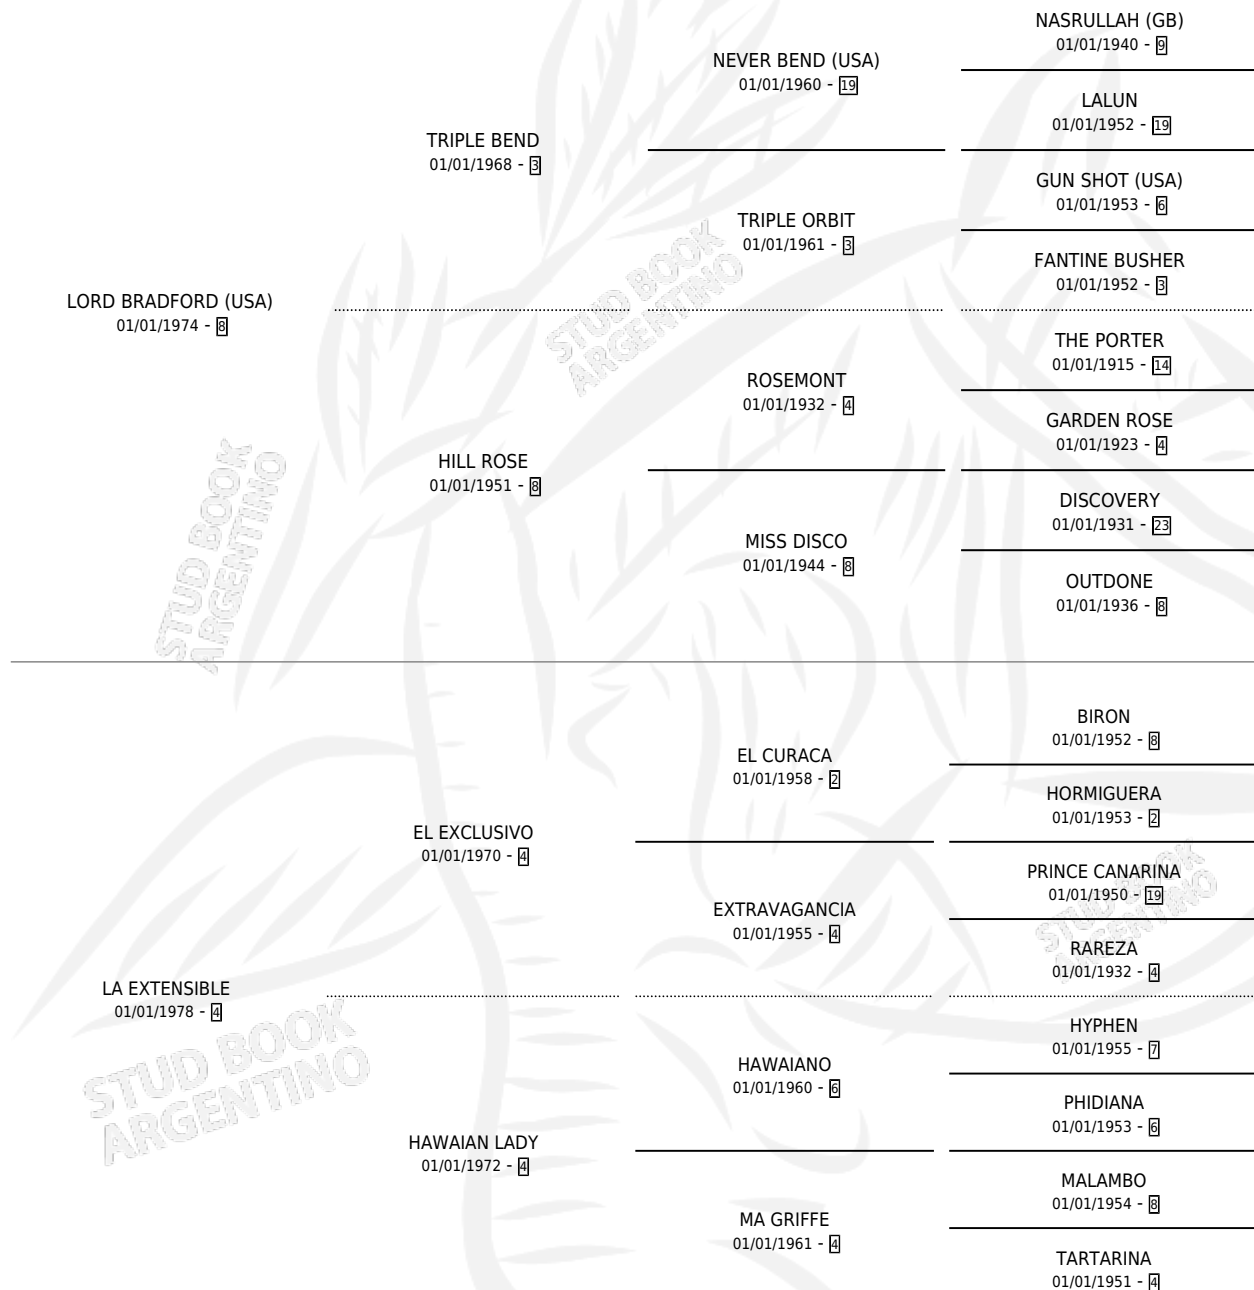 NASRULLAH (GB)
01/01/1940 - 9
NEVER BEND (USA)
01/01/1960 - 19
LALUN
01/01/1952 - 19
TRIPLE BEND
01/01/1968 - 3
GUN SHOT (USA)
01/01/1953 - 6
TRIPLE ORBIT
01/01/1961 - 3
FANTINE BUSHER
01/01/1952 - 3
LORD BRADFORD (USA)
01/01/1974 - 8
THE PORTER
01/01/1915 - 14
ROSEMONT
01/01/1932 - 4
GARDEN ROSE
01/01/1923 - 4
HILL ROSE
01/01/1951 - 8
DISCOVERY
01/01/1931 - 23
MISS DISCO
01/01/1944 - 8
OUTDONE
01/01/1936 - 8
BIRON
01/01/1952 - 8
EL CURACA
01/01/1958 - 2
HORMIGUERA
01/01/1953 - 2
EL EXCLUSIVO
01/01/1970 - 4
PRINCE CANARINA
01/01/1950 - 19
EXTRAVAGANCIA
01/01/1955 - 4
RAREZA
01/01/1932 - 4
LA EXTENSIBLE
01/01/1978 - 4
HYPHEN
01/01/1955 - 7
HAWAIANO
01/01/1960 - 6
PHIDIANA
01/01/1953 - 6
HAWAIAN LADY
01/01/1972 - 4
MALAMBO
01/01/1954 - 8
MA GRIFFE
01/01/1961 - 4
TARTARINA
01/01/1951 - 4
STUD BOOK
ARGENTINO
STUD BOOK
ARGENTINO
STUD BOOK
ARGENTINO
STUD BOOK
ARGENTINO